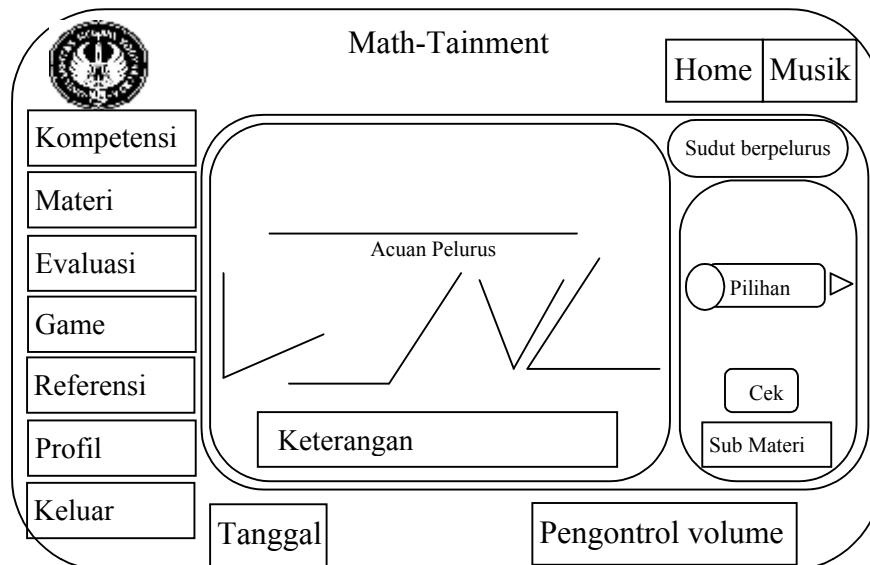 Math-Tainment
Home
Musik
Kompetensi
Materi
Evaluasi
Game
Referensi
Profil
Keluar
Acuan Pelurus
Keterangan
Sudut berpelurus
Pilihan
Cek
Sub Materi
Tanggal
Pengontrol volume